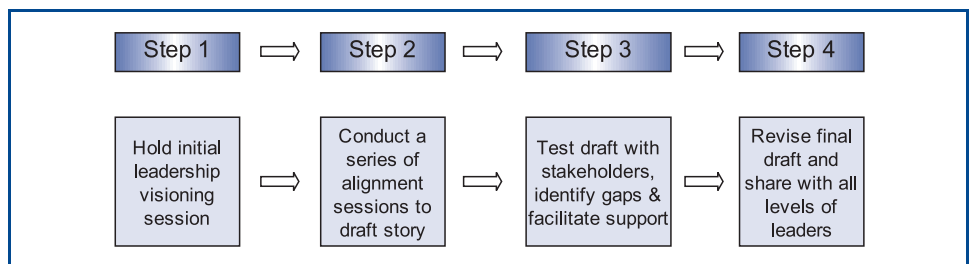 Step 1
Step 2
Step 3
Step 4
Hold initial
leadership
visioning
session
Conduct a
series of
alignment
sessions to
draft story
Test draft with
stakeholders,
identify gaps &
facilitate support
Revise final
draft and
share with all
levels of
leaders